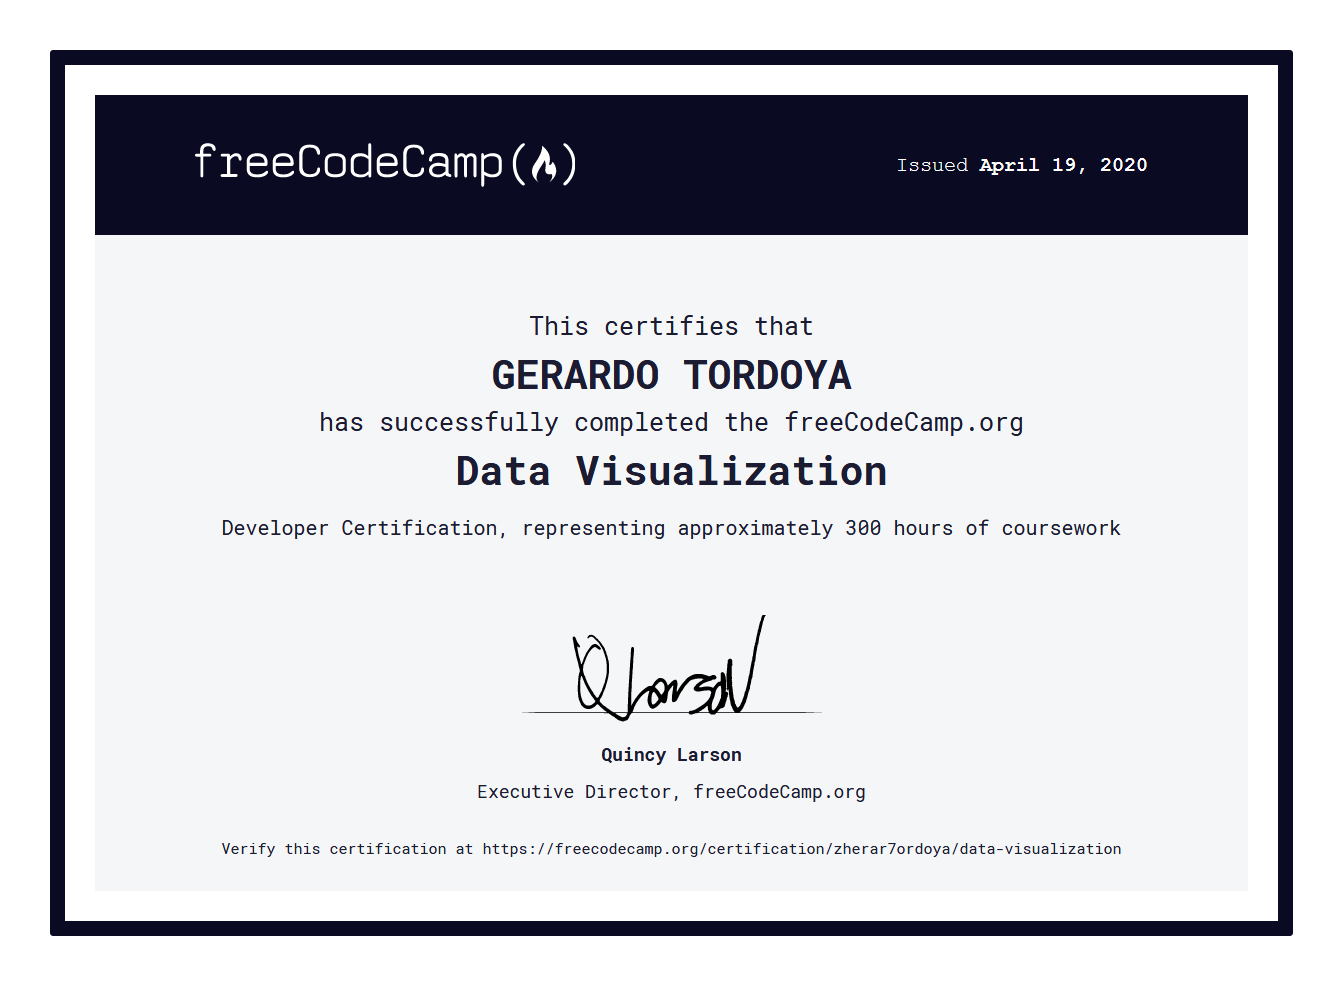 freeCodeCamp(🔥)
Issued April 19, 2020
This certifies that
GERARDO TORDOYA
has successfully completed the freeCodeCamp.org
Data Visualization
Developer Certification, representing approximately 300 hours of coursework
Q Larson
Quincy Larson
Executive Director, freeCodeCamp.org
Verify this certification at https://freecodecamp.org/certification/zherar7ordoya/data-visualization